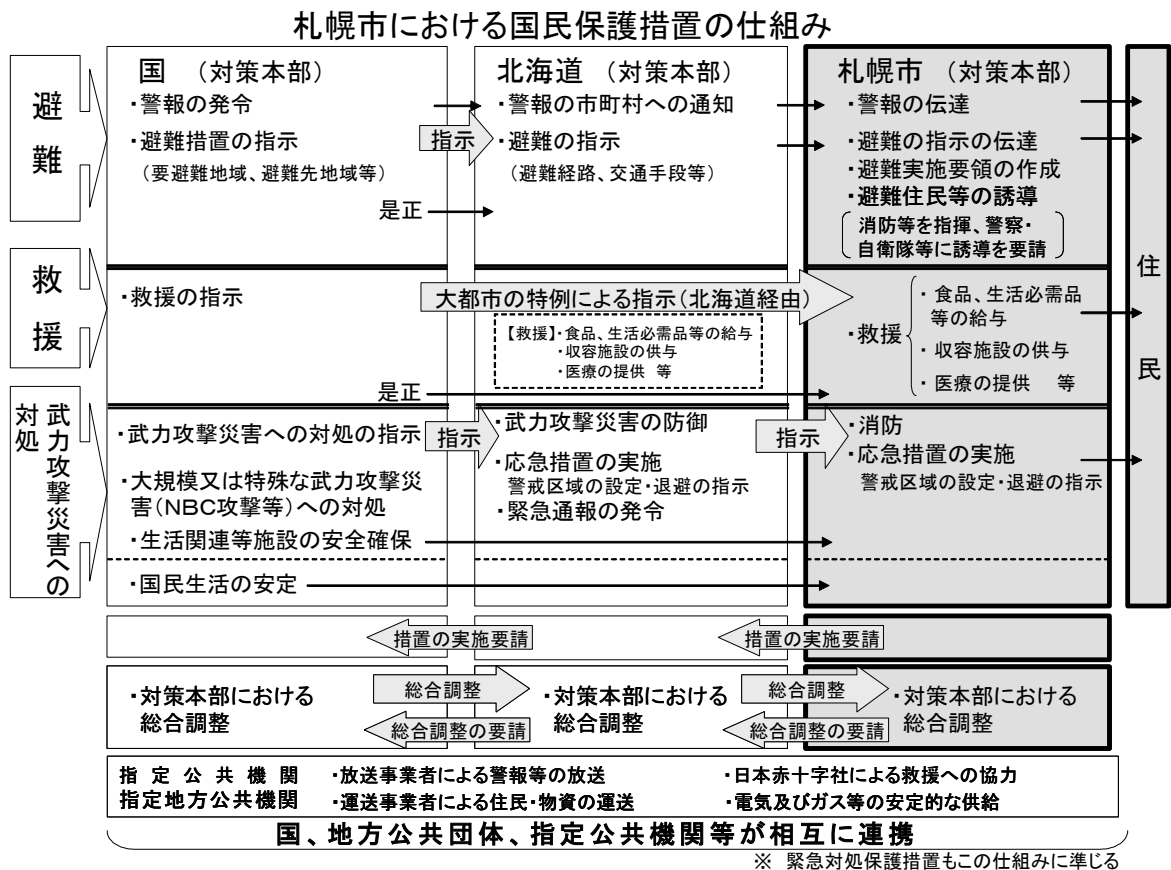 札幌市における国民保護措置の仕組み
避難
国 (対策本部)
・警報の発令
・避難措置の指示
(要避難地域、避難先地域等)
是正
指示
北海道 (対策本部)
・警報の市町村への通知
・避難の指示
(避難経路、交通手段等)
札幌市 (対策本部)
・警報の伝達
・避難の指示の伝達
・避難実施要領の作成
・避難住民等の誘導
消防等を指揮、警察・
自衛隊等に誘導を要請
住民
救援
・救援の指示
大都市の特例による指示(北海道経由)
【救援】・食品、生活必需品等の給与
・収容施設の供与
・医療の提供 等
是正
・救援
・食品、生活必需品
等の給与
・収容施設の供与
・医療の提供 等
武力攻撃災害への
対処
・武力攻撃災害への対処の指示
・大規模又は特殊な武力攻撃災
害(NBC攻撃等)への対処
・生活関連等施設の安全確保
・国民生活の安定
指示
・武力攻撃災害の防御
・応急措置の実施
警戒区域の設定・退避の指示
・緊急通報の発令
指示
・消防
・応急措置の実施
警戒区域の設定・退避の指示
措置の実施要請
措置の実施要請
・対策本部における
総合調整
総合調整
総合調整の要請
・対策本部における
総合調整
総合調整
総合調整の要請
・対策本部における
総合調整
指定公共機関
指定地方公共機関
・放送事業者による警報等の放送
・運送事業者による住民・物資の運送
・日本赤十字社による救援への協力
・電気及びガス等の安定的な供給
国、地方公共団体、指定公共機関等が相互に連携
※ 緊急対処保護措置もこの仕組みに準じる